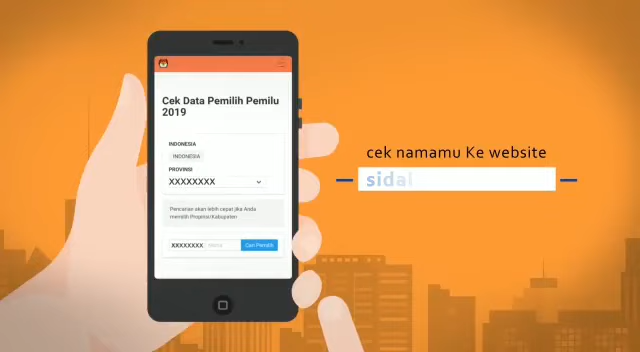 Cek Data Pemilih Pemilu
2019
INDONESIA
INDONESIA
PROVINSI
XXXXXXXX
Pencarian akan lebih cepat jika Anda
memilih Propinsi/Kabupaten
XXXXXXXX
Cari Pemilih
cek namamu Ke website
sidal